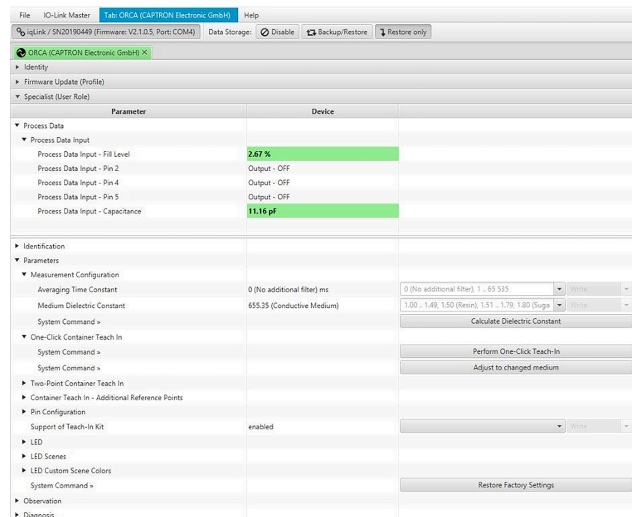 File IO-Link Master Tab: ORCA (CAPTRON Electronic GmbH) Help
iqLink / SN20190449 (Firmware: V2.1.0.5, Port: COM4) Data Storage: Disable Backup/Restore Restore only
ORCA (CAPTRON Electronic GmbH) ×
Identity
Firmware Update (Profile)
Specialist (User Role)
Parameter Device
Process Data
Process Data Input
Process Data Input - Fill Level 2.67 %
Process Data Input - Pin 2 Output - OFF
Process Data Input - Pin 4 Output - OFF
Process Data Input - Pin 5 Output - OFF
Process Data Input - Capacitance 11.16 pF
Identification
Parameters
Measurement Configuration
Averaging Time Constant 0 (No additional filter) ms 0 (No additional filter), 1 .. 65 535 Write
Medium Dielectric Constant 655.35 (Conductive Medium) 1.00 .. 1.49, 1.50 (Resin), 1.51 .. 1.79, 1.80 (Suga Write
System Command » Calculate Dielectric Constant
One-Click Container Teach In
System Command » Perform One-Click Teach-In
System Command » Adjust to changed medium
Two-Point Container Teach In
Container Teach In - Additional Reference Points
Pin Configuration
Support of Teach-In Kit enabled Write
LED
LED Scenes
LED Custom Scene Colors
System Command » Restore Factory Settings
Observation
Diagnosis